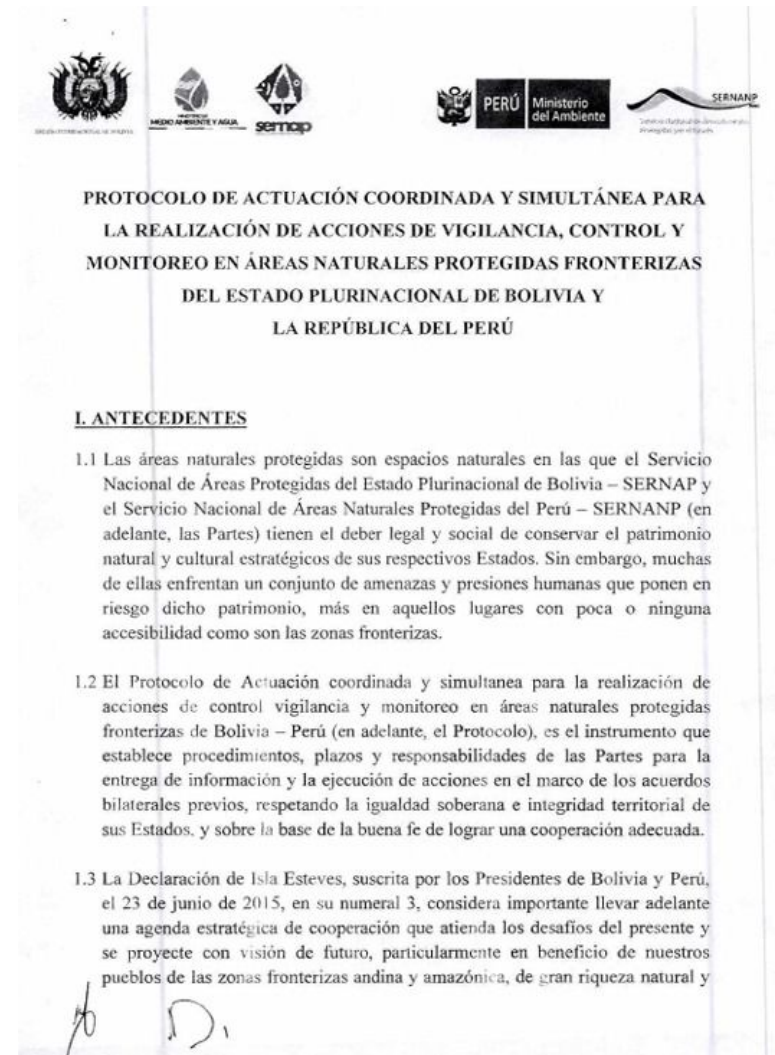 MEDIO AMBIENTE Y AGUA
sernap
PERÚ
Ministerio
del Ambiente
SERNANP
PROTOCOLO DE ACTUACIÓN COORDINADA Y SIMULTÁNEA PARA
LA REALIZACIÓN DE ACCIONES DE VIGILANCIA, CONTROL Y
MONITOREO EN ÁREAS NATURALES PROTEGIDAS FRONTERIZAS
DEL ESTADO PLURINACIONAL DE BOLIVIA Y
LA REPÚBLICA DEL PERÚ
I. ANTECEDENTES
1.1 Las áreas naturales protegidas son espacios naturales en las que el Servicio
Nacional de Áreas Protegidas del Estado Plurinacional de Bolivia – SERNAP y
el Servicio Nacional de Áreas Naturales Protegidas del Perú – SERNANP (en
adelante, las Partes) tienen el deber legal y social de conservar el patrimonio
natural y cultural estratégicos de sus respectivos Estados. Sin embargo, muchas
de ellas enfrentan un conjunto de amenazas y presiones humanas que ponen en
riesgo dicho patrimonio, más en aquellos lugares con poca o ninguna
accesibilidad como son las zonas fronterizas.
1.2 El Protocolo de Actuación coordinada y simultanea para la realización de
acciones de control vigilancia y monitoreo en áreas naturales protegidas
fronterizas de Bolivia – Perú (en adelante, el Protocolo), es el instrumento que
establece procedimientos, plazos y responsabilidades de las Partes para la
entrega de información y la ejecución de acciones en el marco de los acuerdos
bilaterales previos, respetando la igualdad soberana e integridad territorial de
sus Estados, y sobre la base de la buena fe de lograr una cooperación adecuada.
1.3 La Declaración de Isla Esteves, suscrita por los Presidentes de Bolivia y Perú,
el 23 de junio de 2015, en su numeral 3, considera importante llevar adelante
una agenda estratégica de cooperación que atienda los desafíos del presente y
se proyecte con visión de futuro, particularmente en beneficio de nuestros
pueblos de las zonas fronterizas andina y amazónica, de gran riqueza natural y